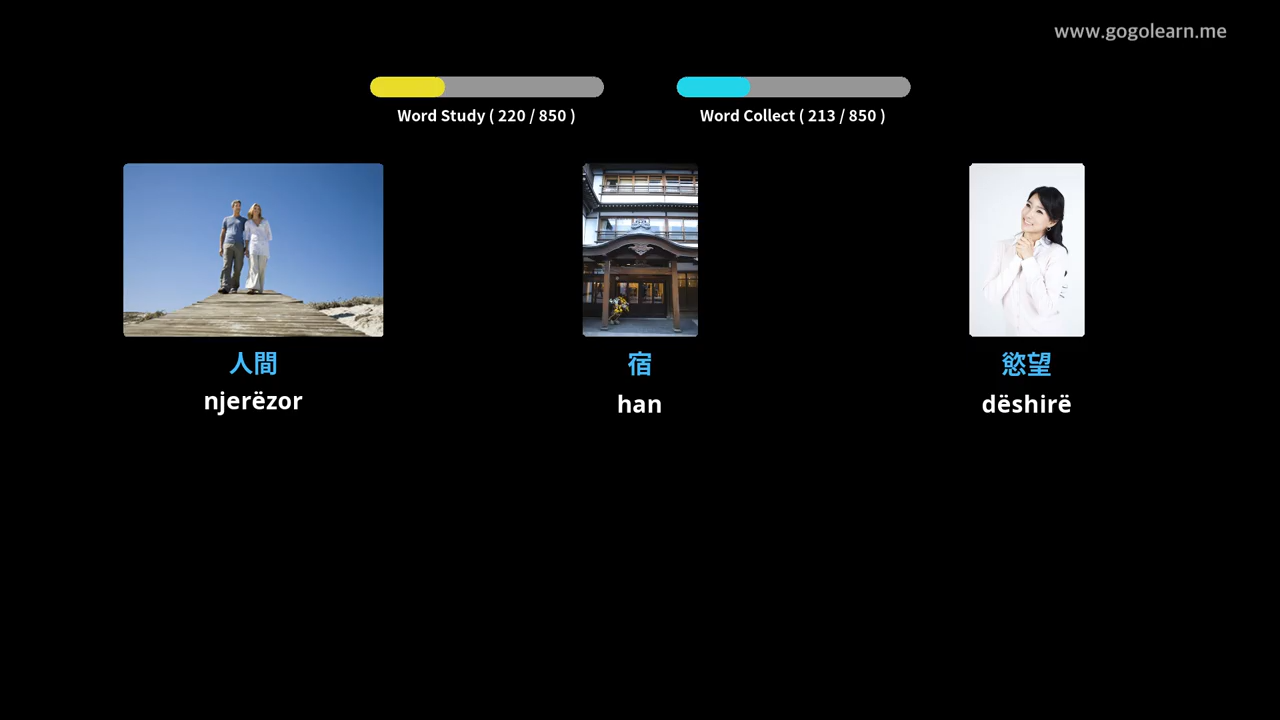 www.gogolearn.me
Word Study ( 220 / 850 )
Word Collect ( 213 / 850 )
人間
njerëzor
宿
han
慾望
dëshirë